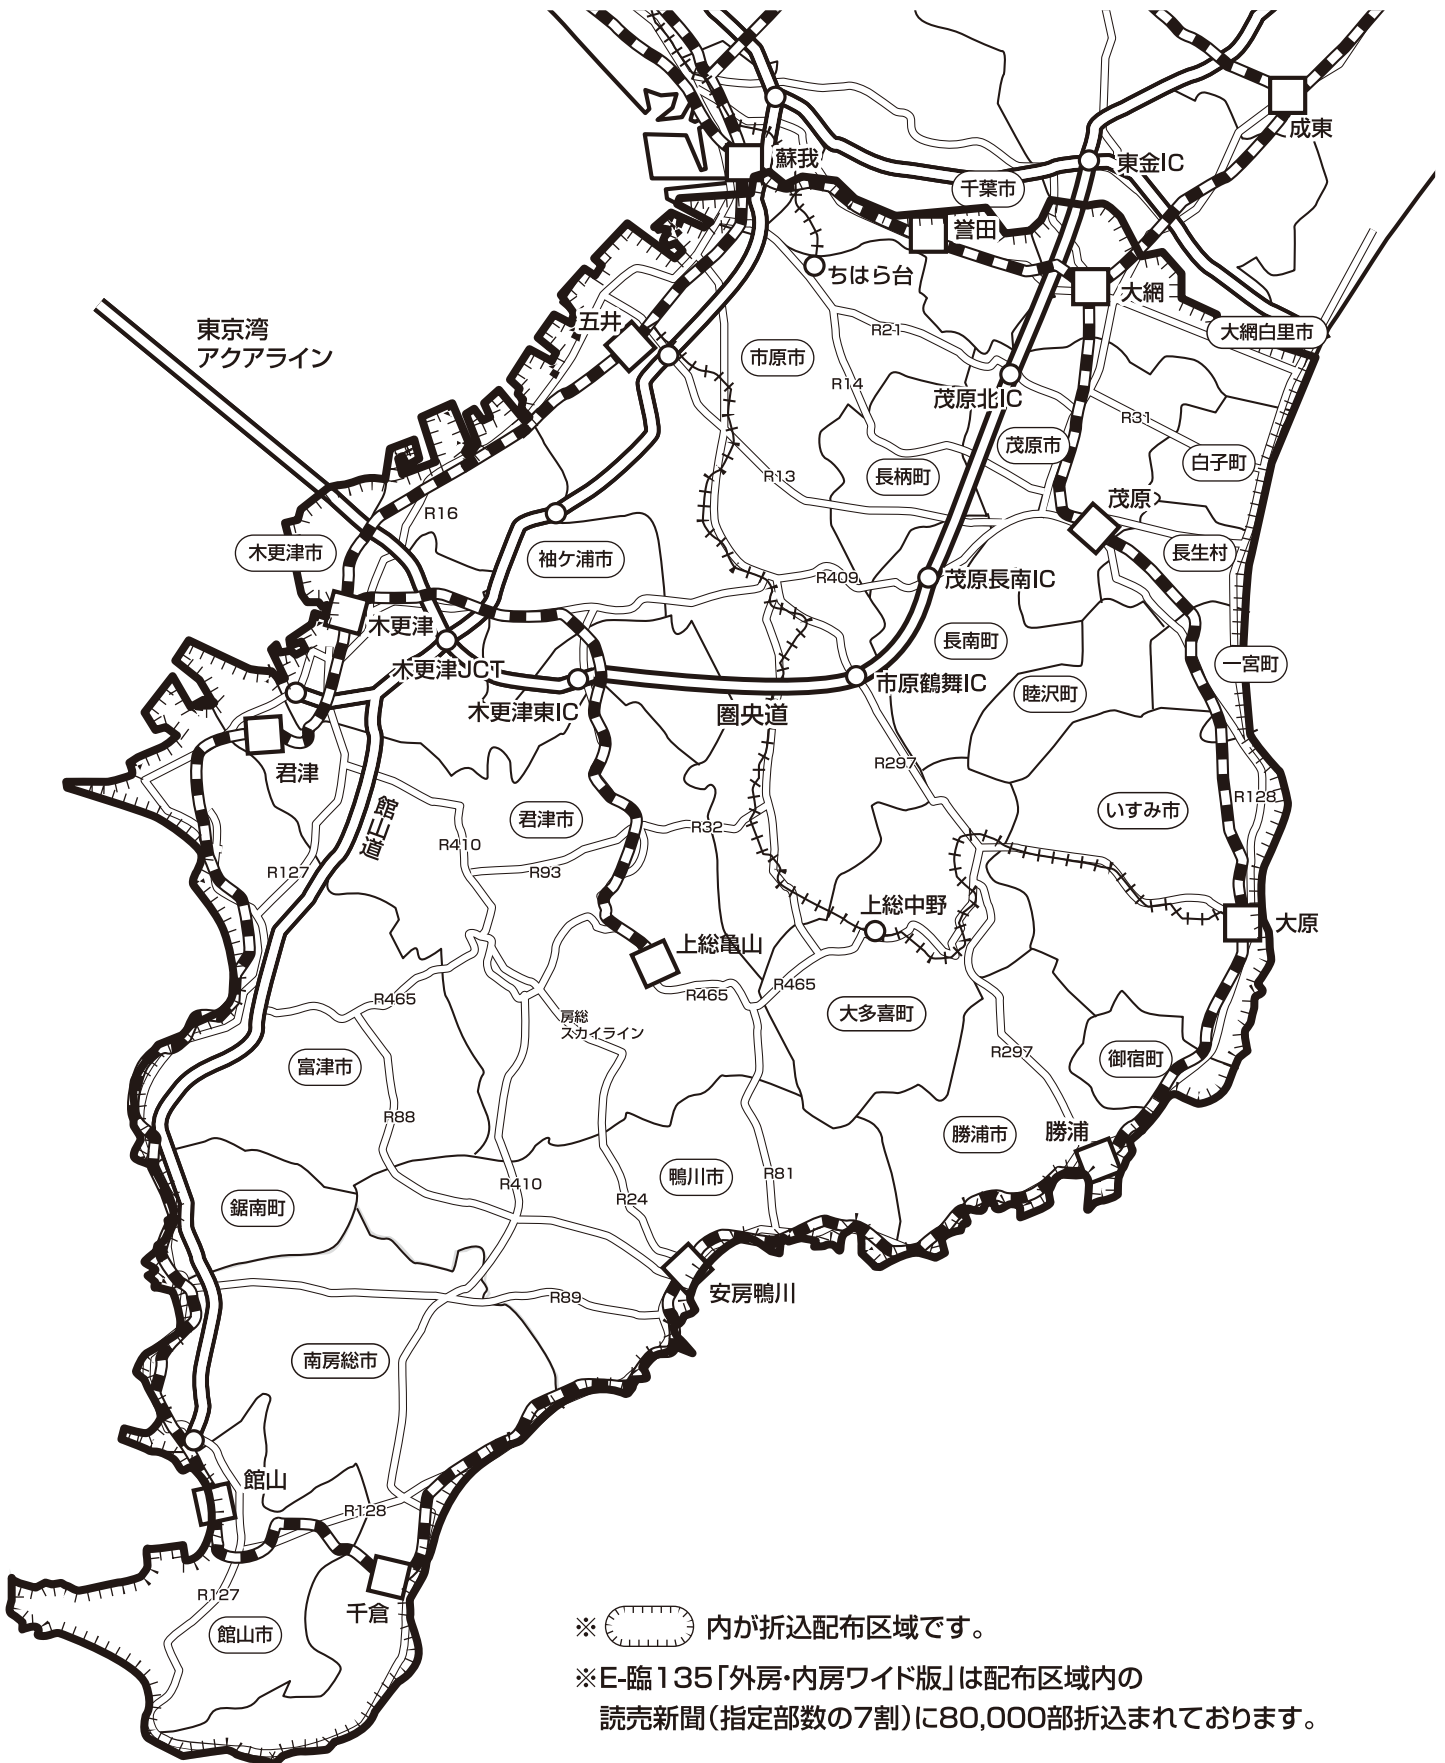 成東
蘇我
東金IC
千葉市
誉田
ちはら台
大網
東京湾
アクアライン
五井
大網白里市
R21
市原市
R14
茂原北IC
R31
茂原市
白子町
長柄町
R13
茂原
R16
木更津市
袖ケ浦市
長生村
R409
茂原長南IC
木更津
長南町
木更津JCT
一宮町
市原鶴舞IC
睦沢町
木更津東IC
圏央道
君津
R297
R128
館山道
君津市
いすみ市
R32
R410
R93
R127
上総中野
大原
上総亀山
R465
R465
R465
大多喜町
房総
スカイライン
富津市
R297
御宿町
R88
勝浦市
勝浦
鴨川市
R81
R410
R24
鋸南町
安房鴨川
R89
南房総市
館山
R128
R127
千倉
館山市
※ 内が折込配布区域です。
※E-臨135「外房・内房ワイド版」は配布区域内の
読売新聞(指定部数の7割)に80,000部折込まれております。